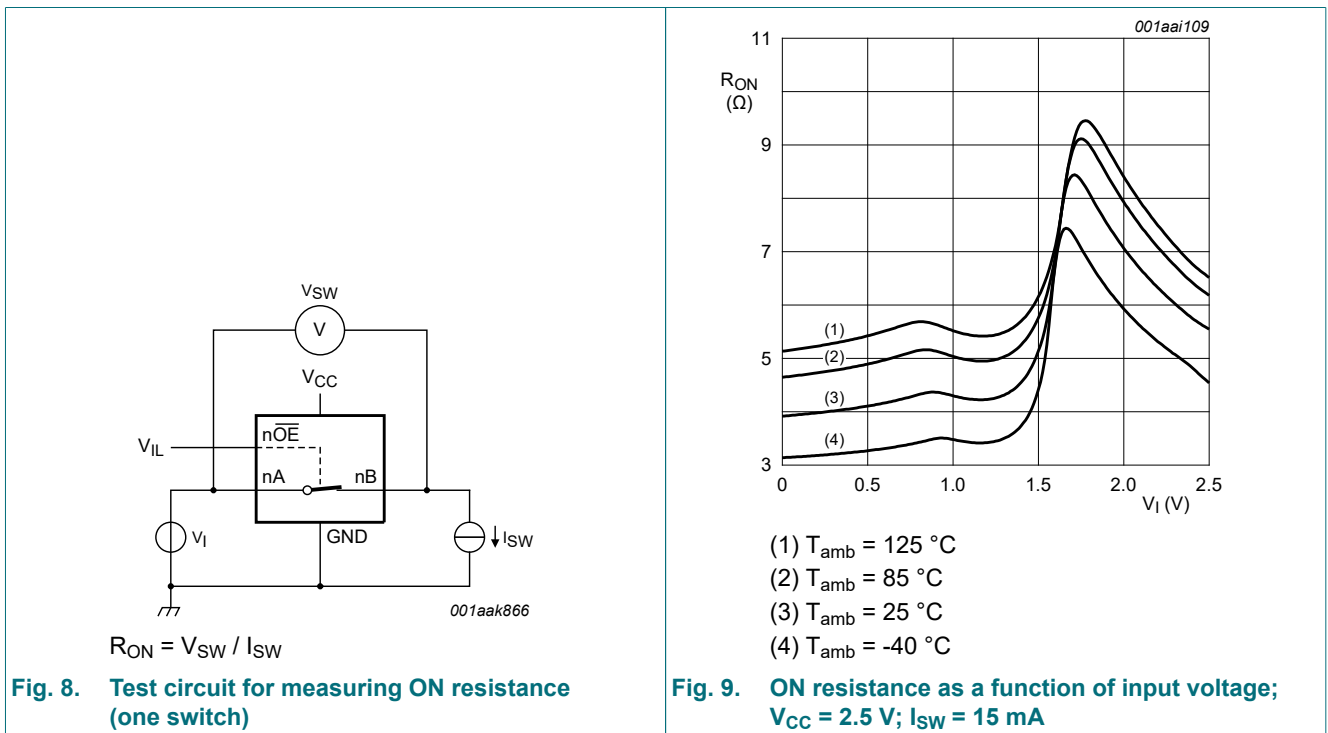 VSW
V
VCC
nOE
VIL
nA
nB
VI
GND
ISW
001aak866
RON = VSW / ISW
Fig. 8. Test circuit for measuring ON resistance
(one switch)
001aai109
11
RON
(Ω)
9
7
5
3
(1)
(2)
(3)
(4)
0 0.5 1.0 1.5 2.0 2.5
VI (V)
(1) Tamb = 125 °C
(2) Tamb = 85 °C
(3) Tamb = 25 °C
(4) Tamb = -40 °C
Fig. 9. ON resistance as a function of input voltage;
VCC = 2.5 V; ISW = 15 mA